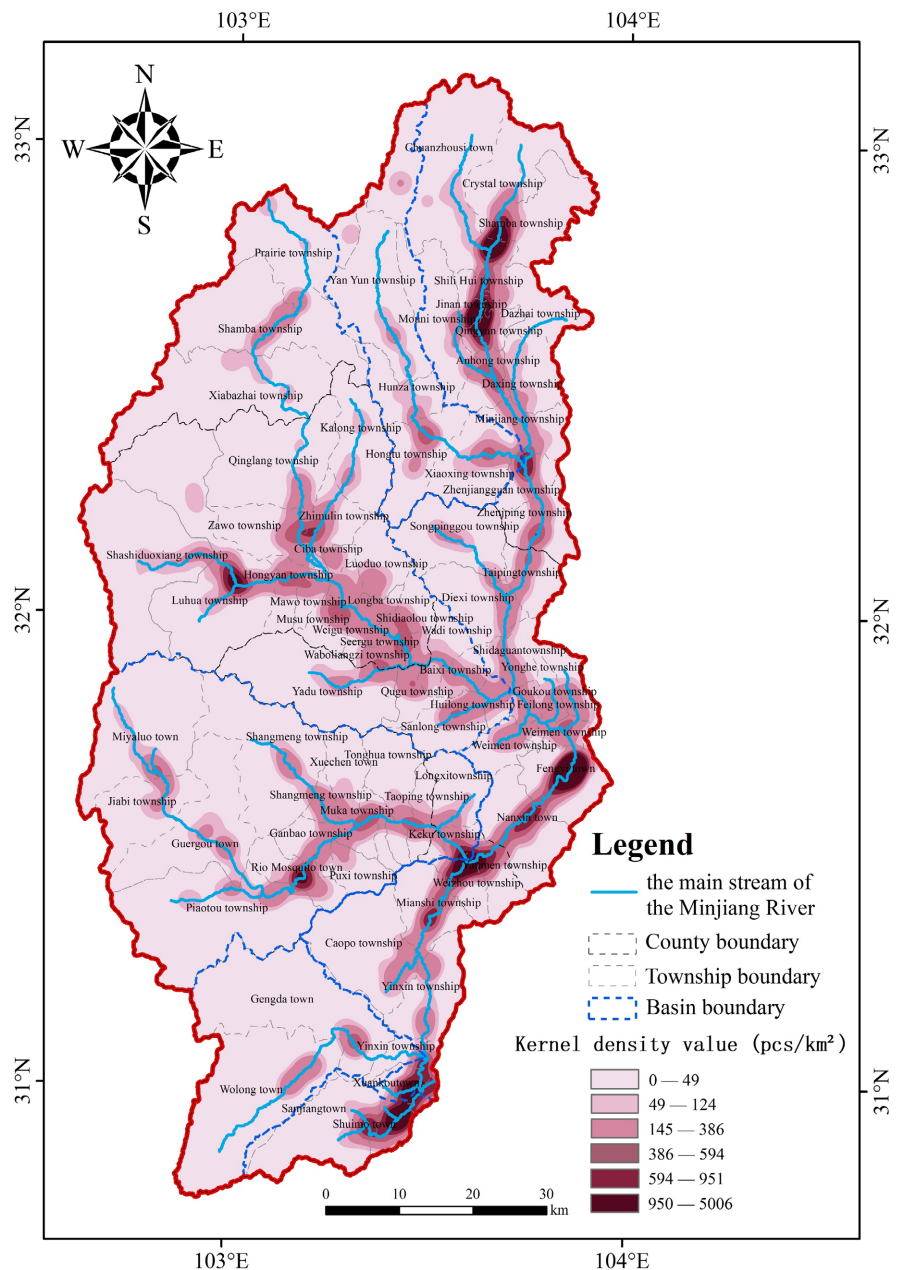 103°E
104°E
N
W
E
S
33°N
33°N
Chuanzhousi town
Crystal township
Shamba township
Prairie township
Yan Yun township
Shili Hui township
Jinan township
Dazhai township
Mouni township
Qingyun township
Shamba township
Anhong township
Daxing township
Xiabazhai township
Hunza township
Minjiang township
Kalong township
Hongtu township
Qinglang township
Xiaoxing township
Zhenjiangguan township
Zhenjping township
Zhimulin township
Songpinggou township
Zawo township
Ciba township
Shashiduoxiang township
Luoduo township
Hongyan township
Taipingtownship
32°N
32°N
Luhua township
Mawo township
Longba township
Diexi township
Musu township
Shidiaolou township
Weigu township
Wadi township
Seergu township
Waboliangzi township
Shidaguantownship
Baixi township
Yonghe township
Yadu township
Qugu township
Goukou township
Huilong township
Feilong township
Sanlong township
Miyaluo town
Shangmeng township
Weimen township
Weimen township
Tonghua township
Xuechen town
Longxitownship
Fengyi town
Jiabi township
Shangmeng township
Taoping township
Muka township
Nanxin town
Guergou town
Ganbao township
Keku township
Rio Mosquito town
Puxi township
Weizhou township
Piaotou township
Mianshi township
Caopo township
Yinxin township
Gengda town
Yinxin township
31°N
31°N
Wolong town
Xuankoutown
Sanjiangtown
Shuimo town
Legend
the main stream of
the Minjiang River
County boundary
Township boundary
Basin boundary
Kernel density value (pcs/km²)
0 — 49
49 — 124
145 — 386
386 — 594
594 — 951
950 — 5006
0 10 20 30
km
103°E
104°E